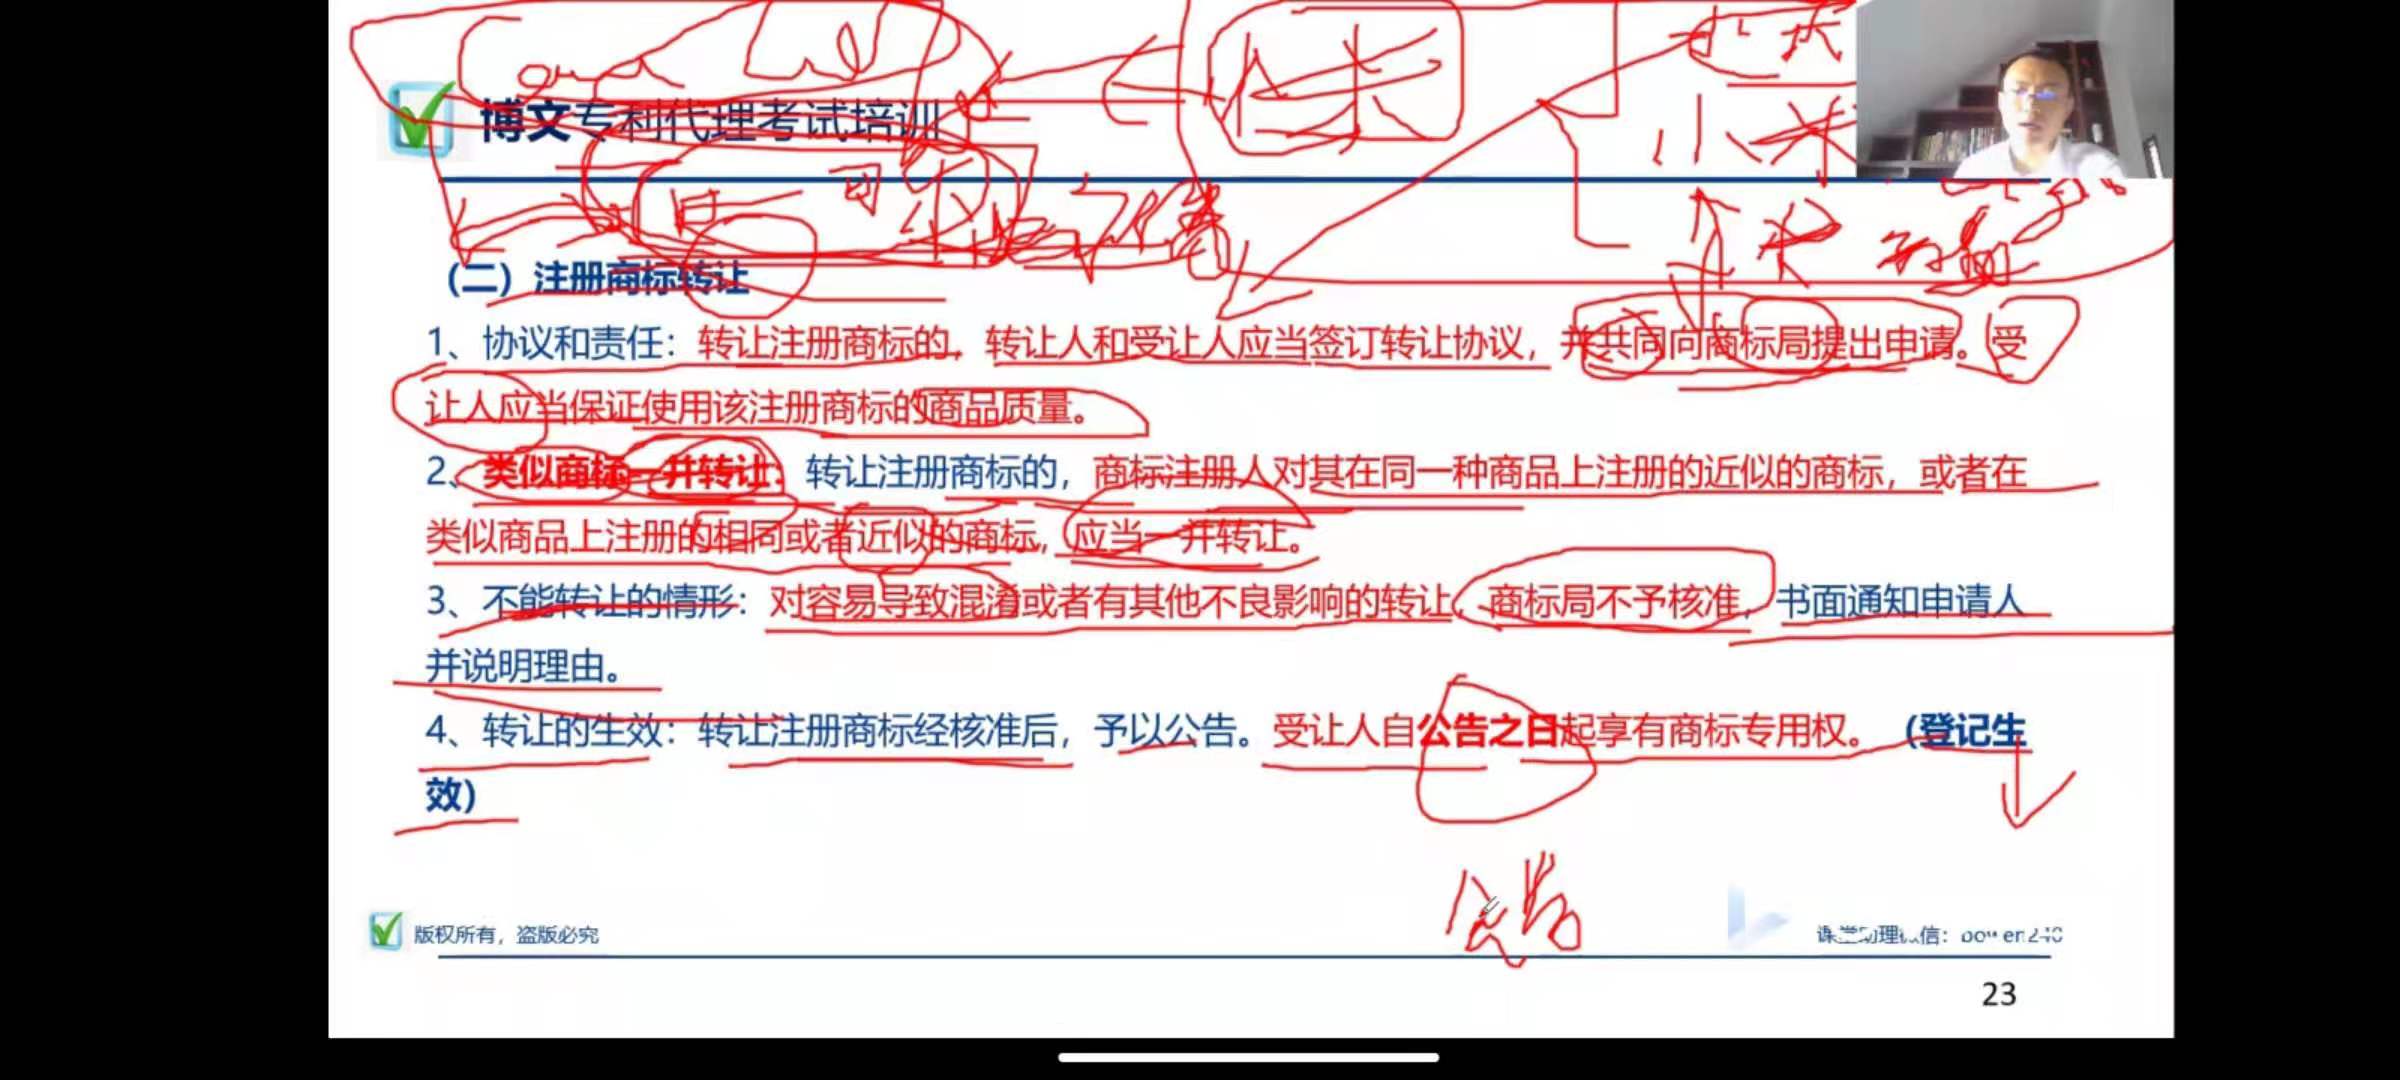 小米
博文专利代理考试培训
(二) 注册商标转让
1、协议和责任：转让注册商标的，转让人和受让人应当签订转让协议，并共同向商标局提出申请。受
让人应当保证使用该注册商标的商品质量。
2、类似商标一并转让：转让注册商标的，商标注册人对其在同一种商品上注册的近似的商标，或者在
类似商品上注册的相同或者近似的商标，应当一并转让。
3、不能转让的情形：对容易导致混淆或者有其他不良影响的转让，商标局不予核准，书面通知申请人
并说明理由。
4、转让的生效：转让注册商标经核准后，予以公告。受让人自公告之日起享有商标专用权。 (登记生
效)
公告
版权所有，盗版必究
课堂助理微信：bowen240
23